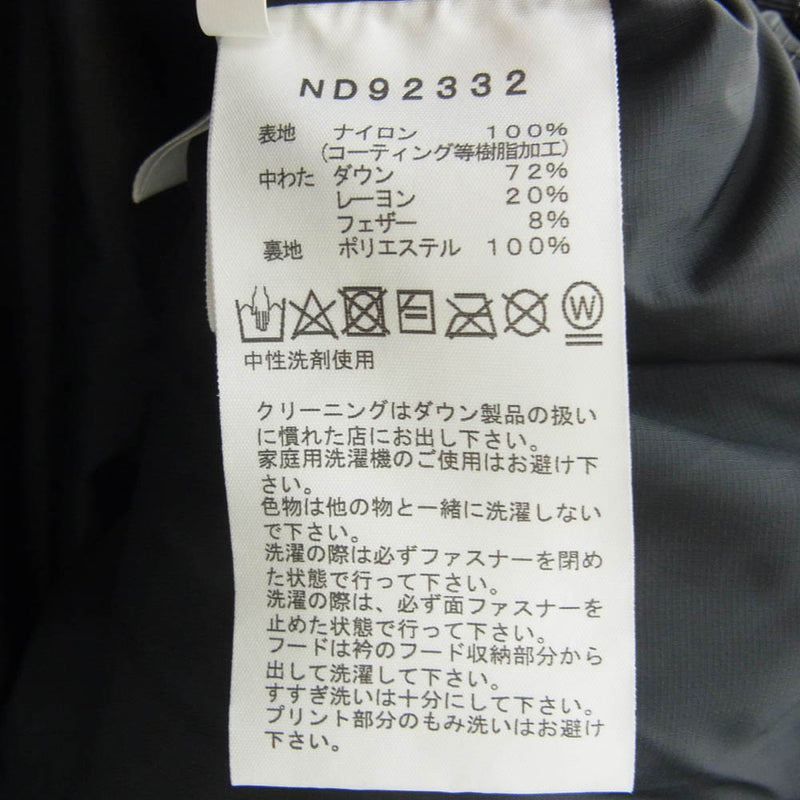 ND92332
表地 ナイロン 100%
(コーティング等樹脂加工)
中わた ダウン 72%
レーヨン 20%
フェザー 8%
裏地 ポリエステル 100%
W
中性洗剤使用
クリーニングはダウン製品の扱い
に慣れた店にお出し下さい。
家庭用洗濯機のご使用はお避け下
さい。
色物は他の物と一緒に洗濯しない
で下さい。
洗濯の際は必ずファスナーを閉め
た状態で行って下さい。
洗濯の際は、必ず面ファスナーを
止めた状態で行って下さい。
フードは衿のフード収納部分から
出して洗濯して下さい。
すすぎ洗いは十分にして下さい。
プリント部分のもみ洗いはお避け
下さい。